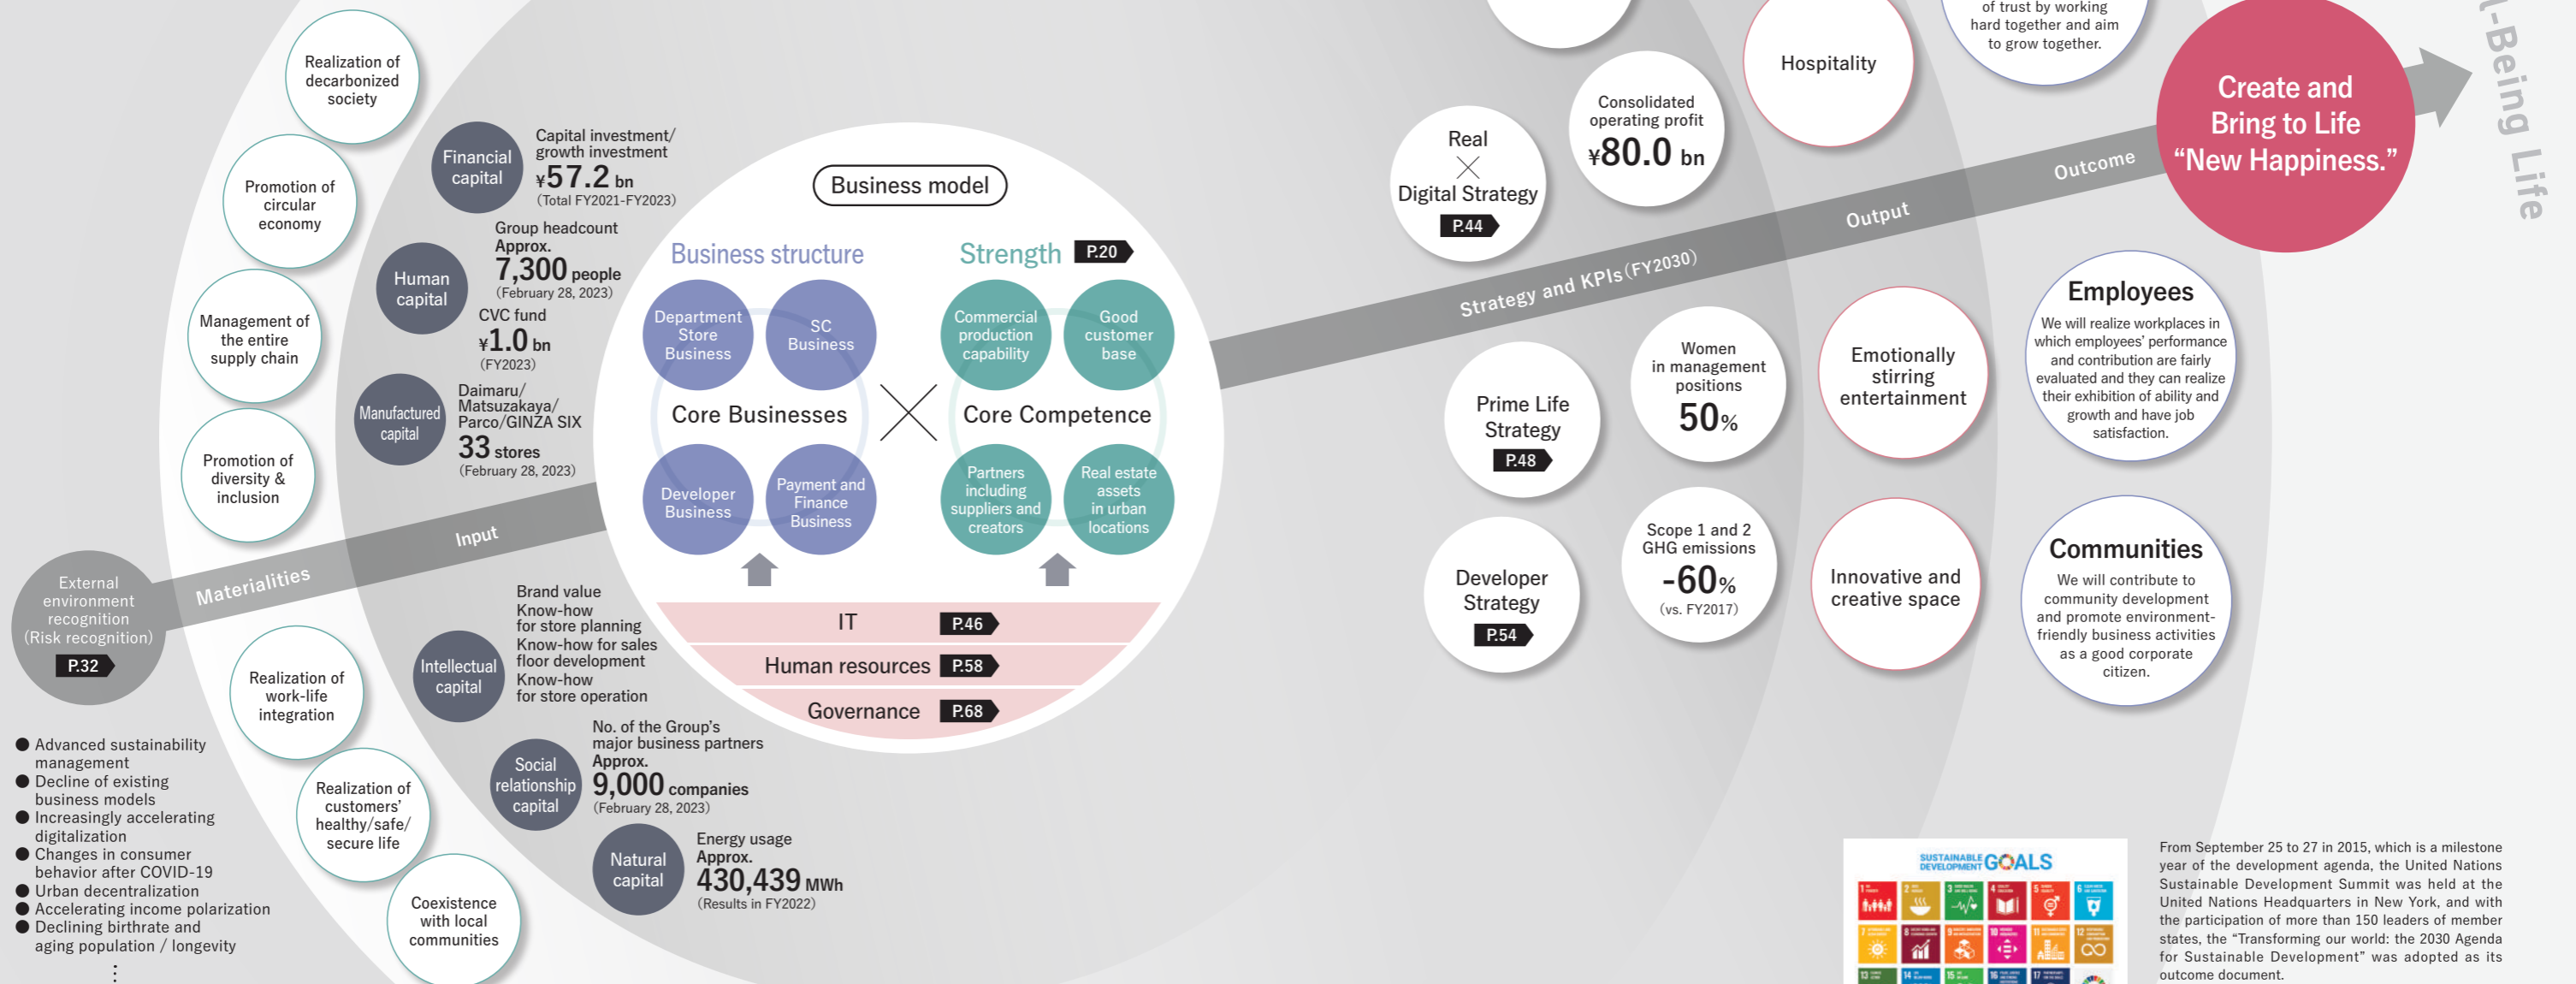 Realization of
decarbonized
society
Promotion of
circular
economy
Management of
the entire
supply chain
Promotion of
diversity &
inclusion
External
environment
recognition
(Risk recognition)
P.32
Materialities
Realization of
work-life
integration
Realization of
customers’
healthy/safe/
secure life
Coexistence
with local
communities
● Advanced sustainability
management
● Decline of existing
business models
● Increasingly accelerating
digitalization
● Changes in consumer
behavior after COVID-19
● Urban decentralization
● Accelerating income polarization
● Declining birthrate and
aging population / longevity
Financial
capital
Capital investment/
growth investment
¥57.2 bn
(Total FY2021-FY2023)
Human
capital
Group headcount
Approx.
7,300 people
(February 28, 2023)
CVC fund
¥1.0 bn
(FY2023)
Manufactured
capital
Daimaru/
Matsuzakaya/
Parco/GINZA SIX
33 stores
(February 28, 2023)
Input
Intellectual
capital
Brand value
Know-how
for store planning
Know-how for sales
floor development
Know-how
for store operation
Social
relationship
capital
No. of the Group’s
major business partners
Approx.
9,000 companies
(February 28, 2023)
Natural
capital
Energy usage
Approx.
430,439 MWh
(Results in FY2022)
Business model
Business structure
Department
Store
Business
SC
Business
Core Businesses
Developer
Business
Payment and
Finance
Business
Strength P.20
Commercial
production
capability
Good
customer
base
Core Competence
Partners
including
suppliers and
creators
Real estate
assets
in urban
locations
IT P.46
Human resources P.58
Governance P.68
Real
×
Digital Strategy
P.44
Consolidated
operating profit
¥80.0 bn
Strategy and KPIs (FY2030)
Prime Life
Strategy
P.48
Women
in management
positions
50%
Developer
Strategy
P.54
Scope 1 and 2
GHG emissions
-60%
(vs. FY2017)
Hospitality
Output
Emotionally
stirring
entertainment
Innovative and
creative space
of trust by working
hard together and aim
to grow together.
Outcome
Employees
We will realize workplaces in
which employees’ performance
and contribution are fairly
evaluated and they can realize
their exhibition of ability and
growth and have job
satisfaction.
Communities
We will contribute to
community development
and promote environment-
friendly business activities
as a good corporate
citizen.
Create and
Bring to Life
“New Happiness.”
l-Being Life
SUSTAINABLE
DEVELOPMENT GOALS
1
2
3
4
5
6
7
8
9
10
11
12
13
14
15
16
17
From September 25 to 27 in 2015, which is a milestone
year of the development agenda, the United Nations
Sustainable Development Summit was held at the
United Nations Headquarters in New York, and with
the participation of more than 150 leaders of member
states, the “Transforming our world: the 2030 Agenda
for Sustainable Development” was adopted as its
outcome document.